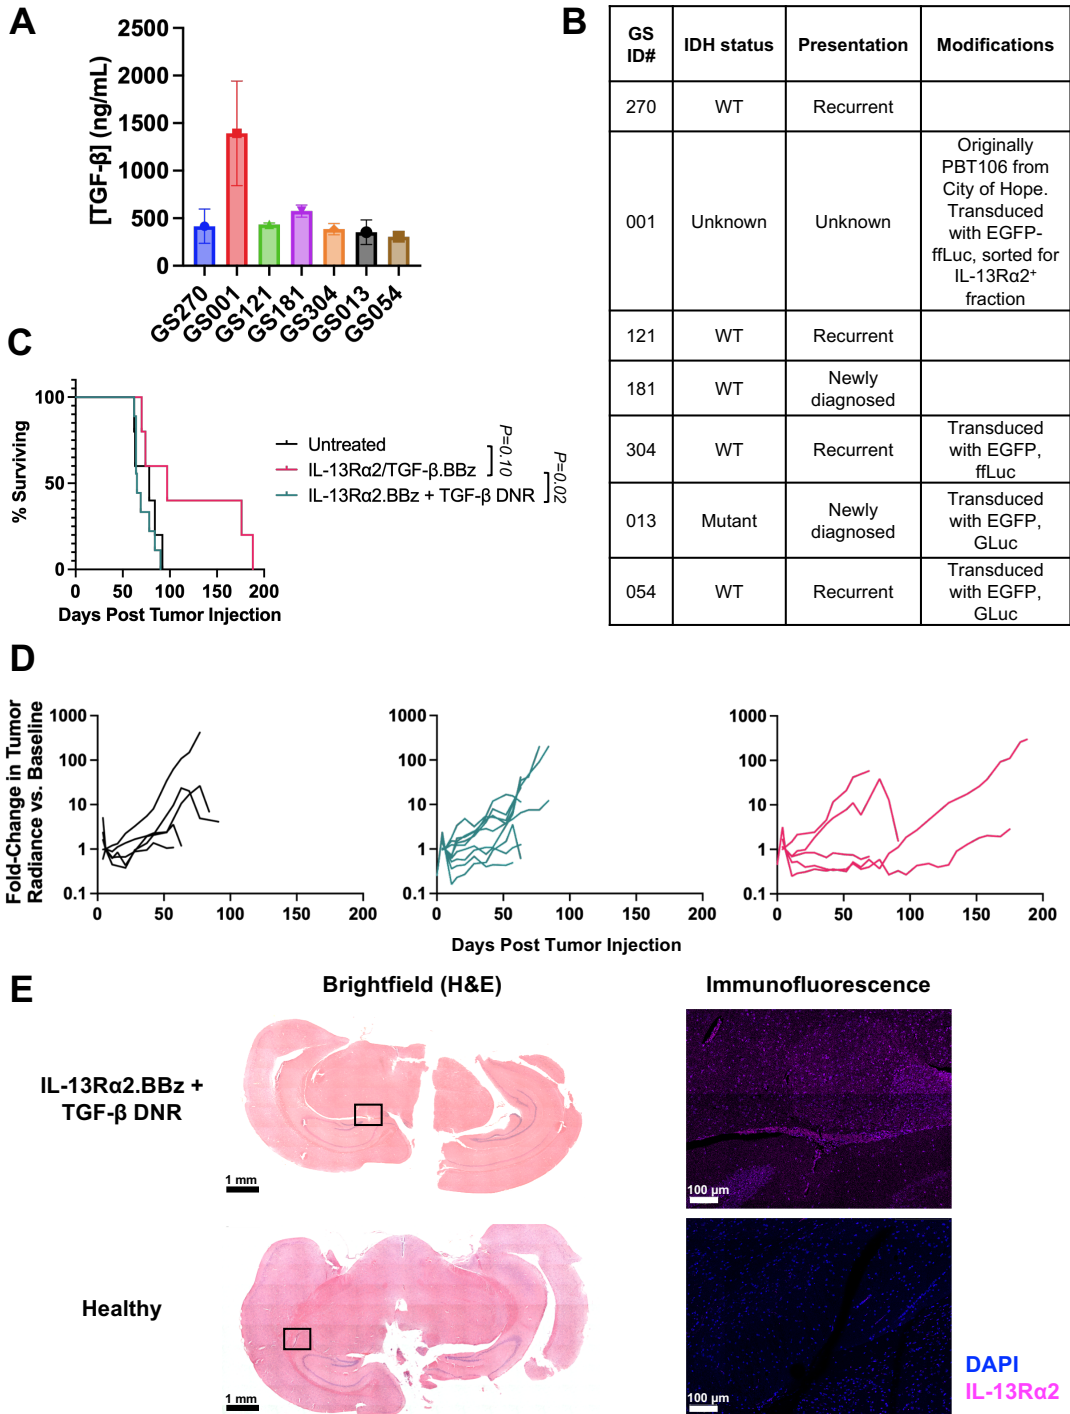 A
[TGF-β] (ng/mL)
2500
2000
1500
1000
500
0
GS270
GS001
GS121
GS181
GS304
GS013
GS054
B
GS ID#
IDH status
Presentation
Modifications
270
WT
Recurrent
001
Unknown
Unknown
Originally
PBT106 from
City of Hope.
Transduced
with EGFP-
ffLuc, sorted for
IL-13Rα2⁺
fraction
121
WT
Recurrent
181
WT
Newly
diagnosed
304
WT
Recurrent
Transduced
with EGFP,
ffLuc
013
Mutant
Newly
diagnosed
Transduced
with EGFP,
GLuc
054
WT
Recurrent
Transduced
with EGFP,
GLuc
C
% Surviving
100
50
0
0 50 100 150 200
Days Post Tumor Injection
Untreated
IL-13Rα2/TGF-β.BBz
IL-13Rα2.BBz + TGF-β DNR
P=0.10
P=0.02
D
Fold-Change in Tumor
Radiance vs. Baseline
1000
100
10
1
0.1
0 50 100 150 200
1000
100
10
1
0.1
0 50 100 150 200
1000
100
10
1
0.1
0 50 100 150 200
Days Post Tumor Injection
E
Brightfield (H&E)
Immunofluorescence
IL-13Rα2.BBz +
TGF-β DNR
1 mm
100 μm
Healthy
1 mm
100 μm
DAPI
IL-13Rα2